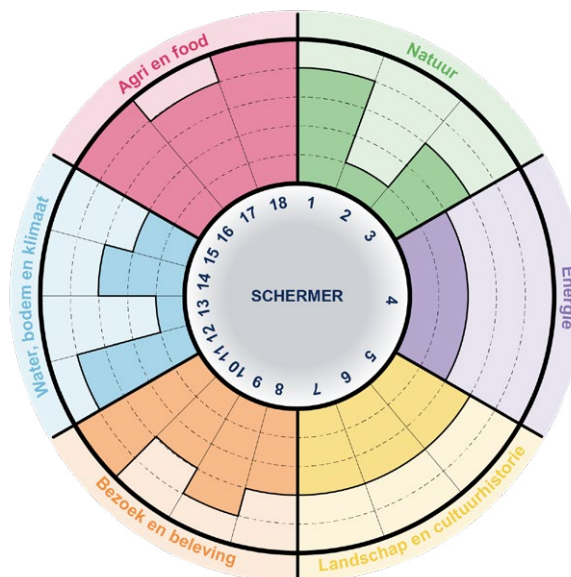 Agri en food
Natuur
Energie
Landschap en cultuurhistorie
Bezoek en beleving
Water, bodem en klimaat
SCHERMER
1
2
3
4
5
6
7
8
9
10
11
12
13
14
15
16
17
18